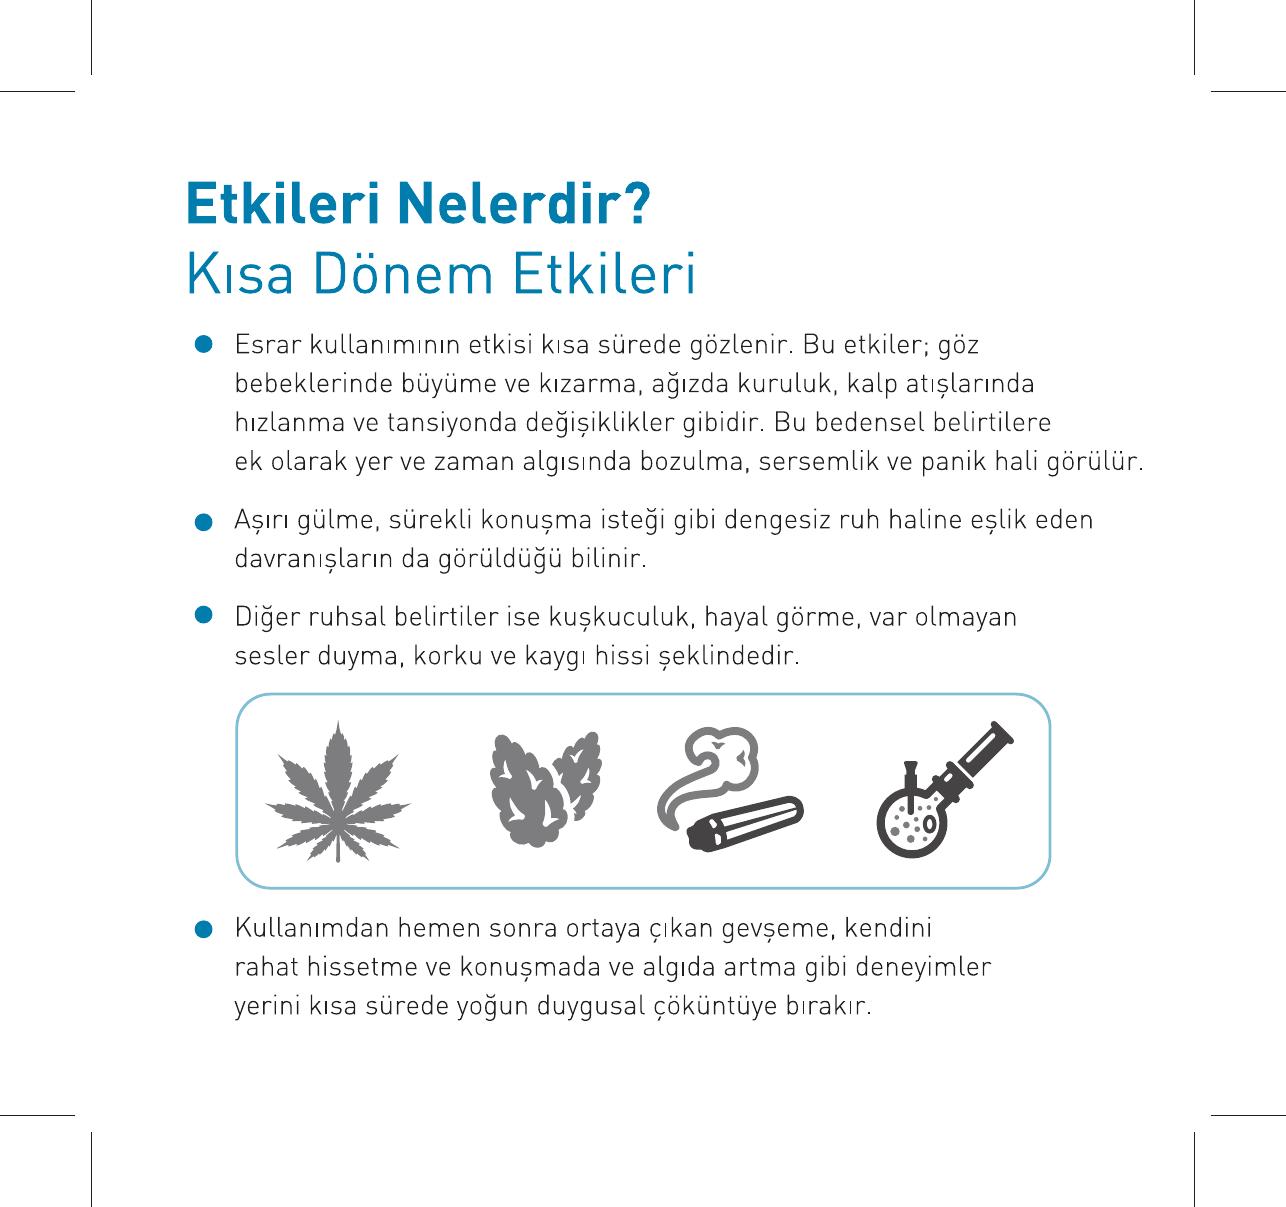 Etkileri Nelerdir?
Kısa Dönem Etkileri
Esrar kullanımının etkisi kısa sürede gözlenir. Bu etkiler; göz
bebeklerinde büyüme ve kızarma, ağızda kuruluk, kalp atışlarında
hızlanma ve tansiyonda değişiklikler gibidir. Bu bedensel belirtilere
ek olarak yer ve zaman algısında bozulma, sersemlik ve panik hali görülür.
Aşırı gülme, sürekli konuşma isteği gibi dengesiz ruh haline eşlik eden
davranışların da görüldüğü bilinir.
Diğer ruhsal belirtiler ise kuşkuculuk, hayal görme, var olmayan
sesler duyma, korku ve kaygı hissi şeklindedir.
Kullanımdan hemen sonra ortaya çıkan gevşeme, kendini
rahat hissetme ve konuşmada ve algıda artma gibi deneyimler
yerini kısa sürede yoğun duygusal çöküntüye bırakır.